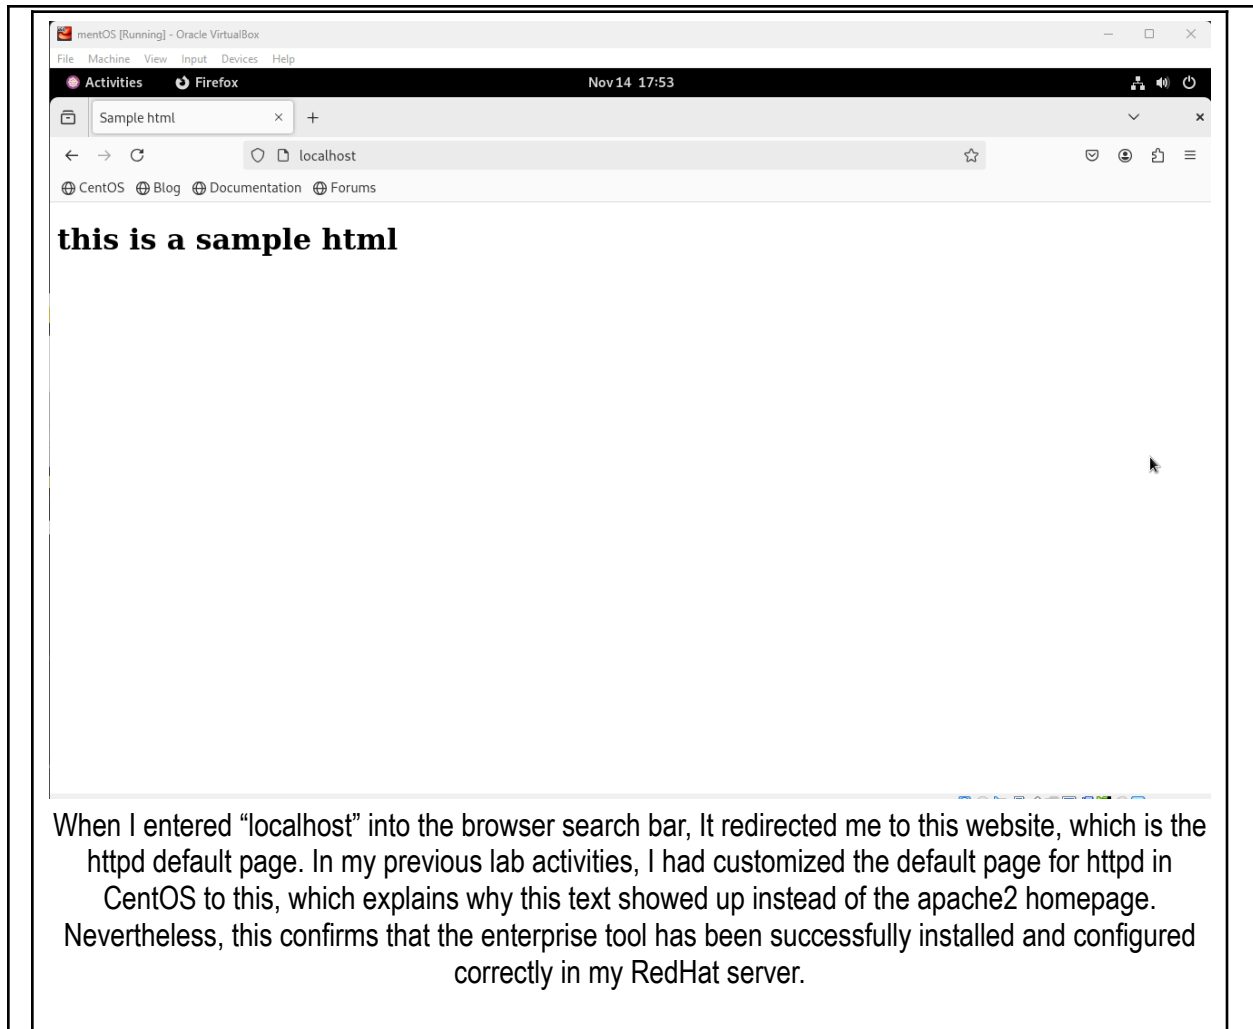 mentOS [Running] - Oracle VirtualBox
File Machine View Input Devices Help
Activities Firefox Nov 14 17:53
Sample html
localhost
CentOS Blog Documentation Forums
this is a sample html
When I entered “localhost” into the browser search bar, It redirected me to this website, which is the
httpd default page. In my previous lab activities, I had customized the default page for httpd in
CentOS to this, which explains why this text showed up instead of the apache2 homepage.
Nevertheless, this confirms that the enterprise tool has been successfully installed and configured
correctly in my RedHat server.